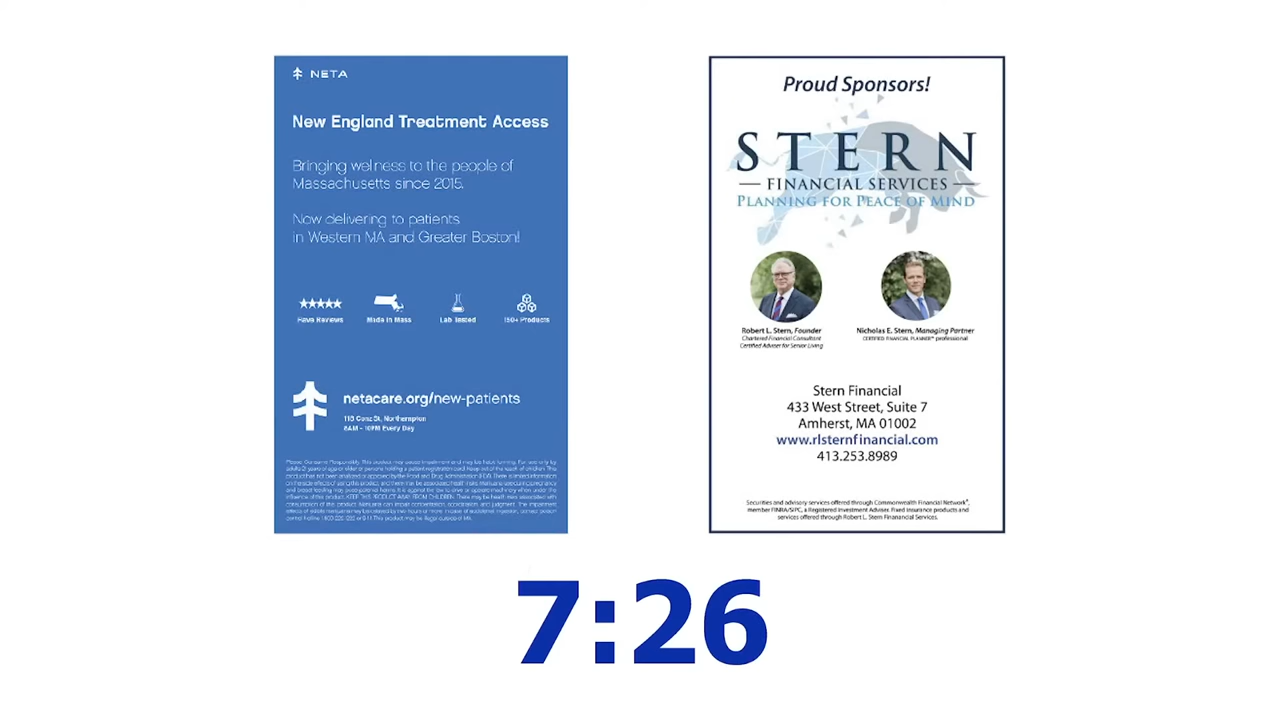 NETA
New England Treatment Access
Bringing wellness to the people of
Massachusetts since 2015.
Now delivering to patients
in Western MA and Greater Boston!
Rave Reviews
Made in Mass
Lab Tested
150+ Products
netacare.org/new-patients
118 Conz St, Northampton
8AM - 10PM Every Day
Proud Sponsors!
STERN
FINANCIAL SERVICES
PLANNING FOR PEACE OF MIND
Robert L. Stern, Founder
Chartered Financial Consultant
Certified Adviser for Senior Living
Nicholas E. Stern, Managing Partner
CERTIFIED FINANCIAL PLANNER™ professional
Stern Financial
433 West Street, Suite 7
Amherst, MA 01002
www.rlsternfinancial.com
413.253.8989
Securities and advisory services offered through Commonwealth Financial Network®,
member FINRA/SIPC, a Registered Investment Adviser. Fixed insurance products and
services offered through Robert L. Stern Finanancial Services.
7:26